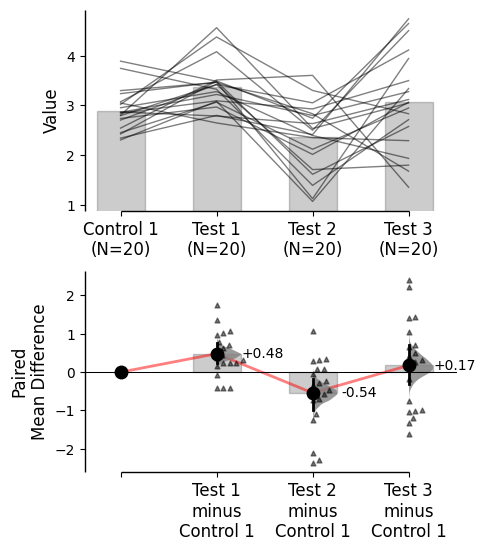 Value
4
3
2
1
Control 1 Test 1 Test 2 Test 3
(N=20) (N=20) (N=20) (N=20)
Paired
Mean Difference
2
1
0
−1
−2
+0.48
-0.54
+0.17
Test 1 Test 2 Test 3
minus minus minus
Control 1 Control 1 Control 1